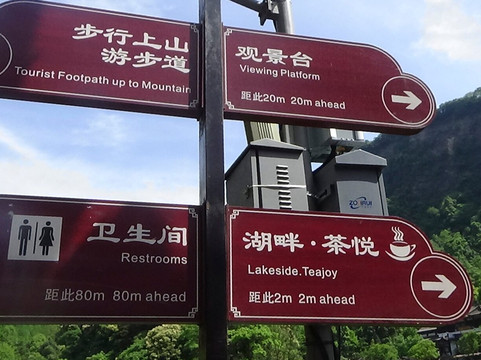 步行上山
游步道
Tourist Footpath up to Mountain
观景台
Viewing Platform
距此20m 20m ahead
卫生间
Restrooms
距此80m 80m ahead
湖畔·茶悦
Lakeside.Teajoy
距此2m 2m ahead